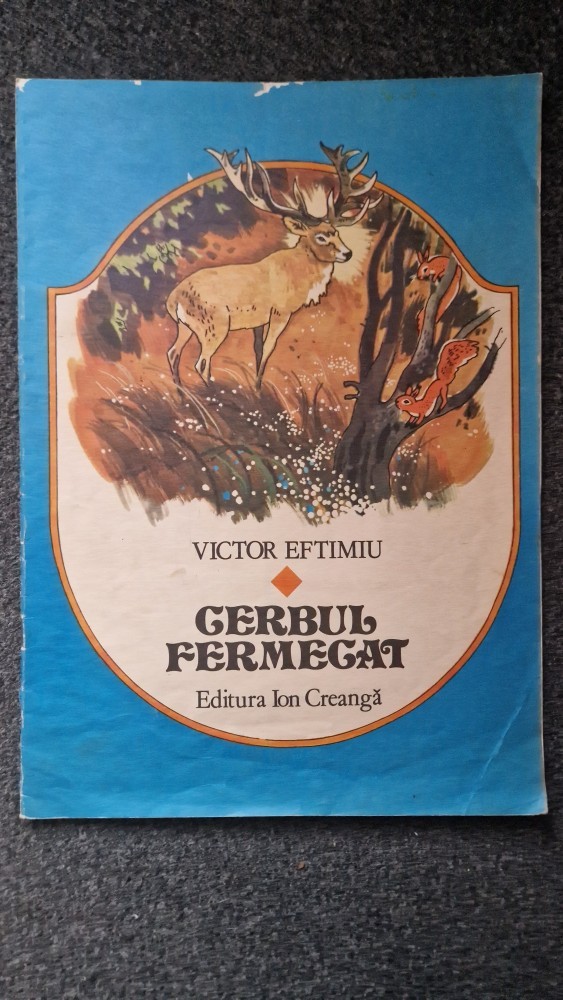 VICTOR EFTIMIU
CERBUL
FERMECAT
Editura Ion Creangă